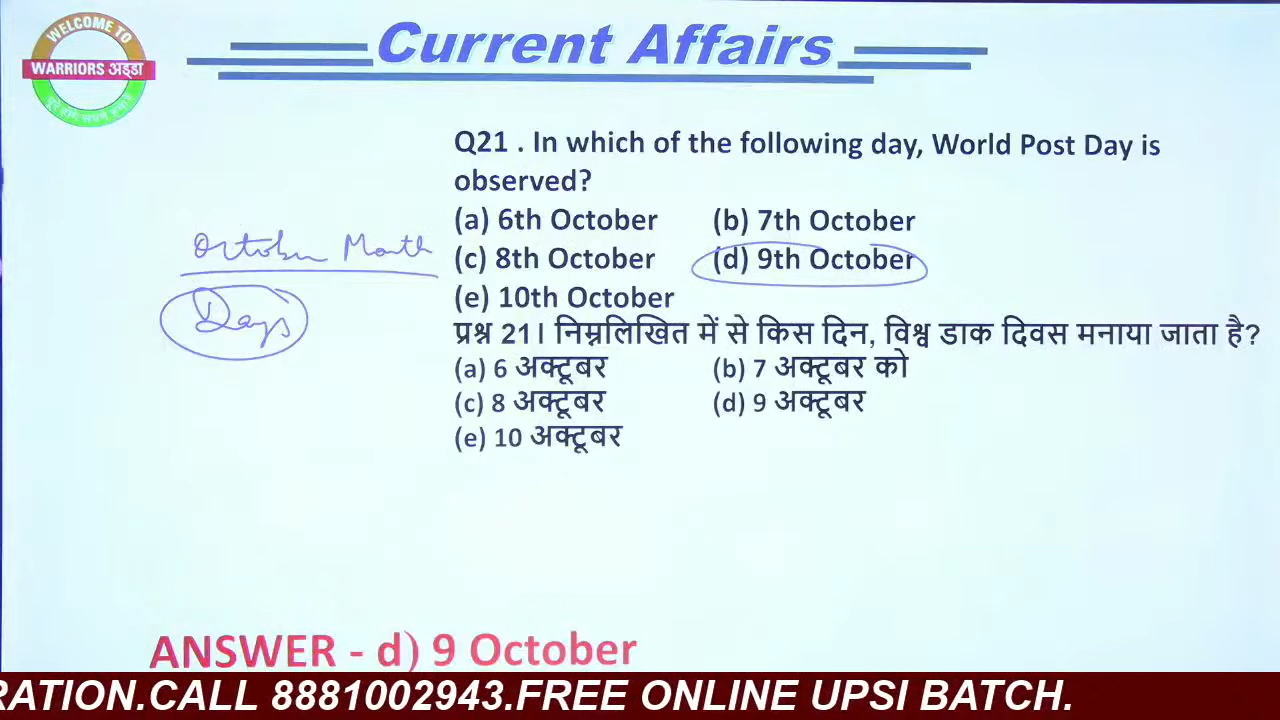 WELCOME TO
WARRIORS अड्डा
पूरे होंगे सपने हमारे
Current Affairs
Q21 . In which of the following day, World Post Day is
observed?
(a) 6th October (b) 7th October
(c) 8th October (d) 9th October
(e) 10th October
October Month
Days
प्रश्न 21। निम्नलिखित में से किस दिन, विश्व डाक दिवस मनाया जाता है?
(a) 6 अक्टूबर (b) 7 अक्टूबर को
(c) 8 अक्टूबर (d) 9 अक्टूबर
(e) 10 अक्टूबर
ANSWER - d) 9 October
RATION.CALL 8881002943.FREE ONLINE UPSI BATCH.